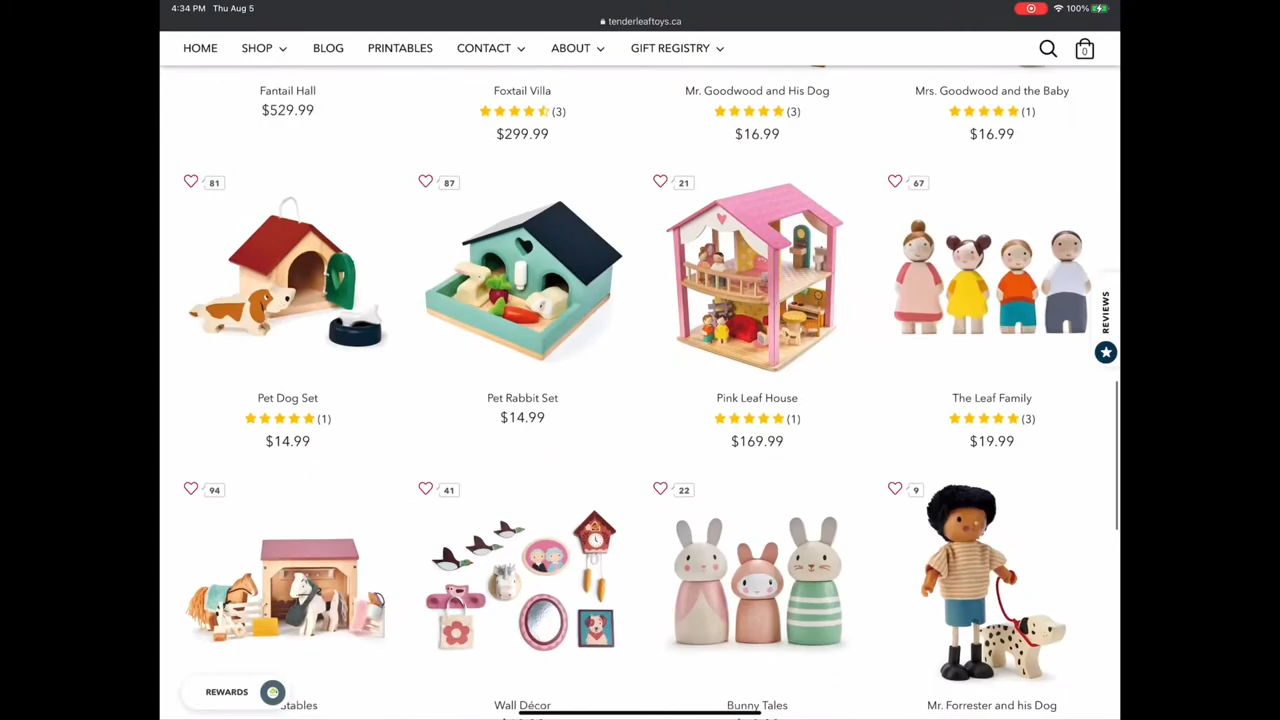 4:34 PM Thu Aug 5
100%
tenderleaftoys.ca
HOME SHOP BLOG PRINTABLES CONTACT ABOUT GIFT REGISTRY
0
Fantail Hall
$529.99
Foxtail Villa
(3)
$299.99
Mr. Goodwood and His Dog
(3)
$16.99
Mrs. Goodwood and the Baby
(1)
$16.99
81
87
21
67
REVIEWS
Pet Dog Set
(1)
$14.99
Pet Rabbit Set
$14.99
Pink Leaf House
(1)
$169.99
The Leaf Family
(3)
$19.99
94
41
22
9
REWARDS
Wall Décor
Bunny Tales
Mr. Forrester and his Dog